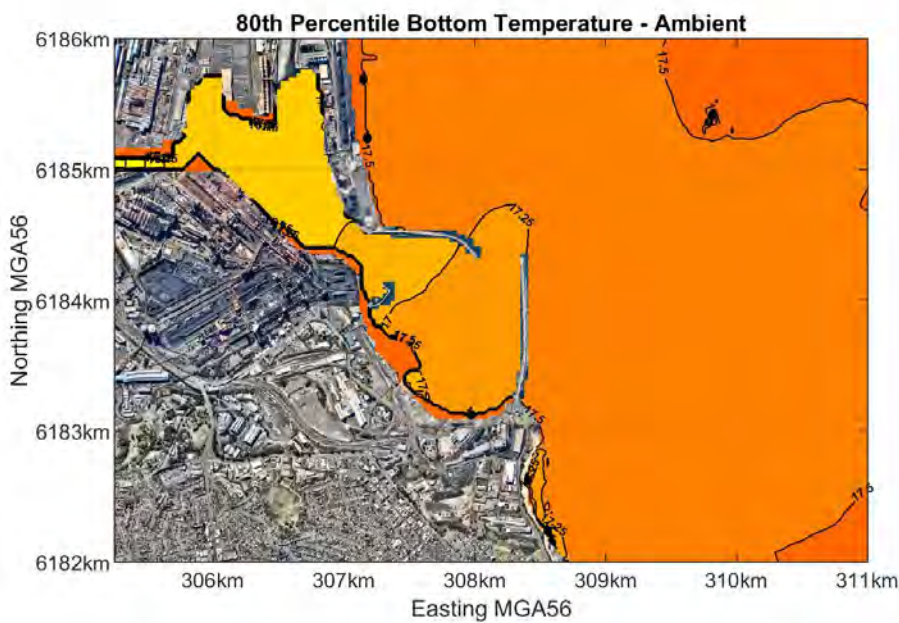 80th Percentile Bottom Temperature - Ambient
6186km
6185km
6184km
6183km
6182km
Northing MGA56
17.5
17.5
17.25
17
17.5
17.25
17.5
306km
307km
308km
309km
310km
311km
Easting MGA56